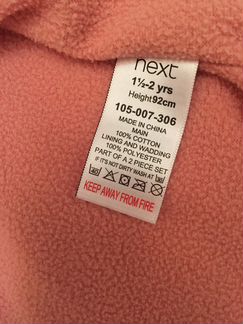 next
1½-2 yrs
Height 92cm
105-007-306
MADE IN CHINA
MAIN
100% COTTON
LINING AND WADDING
100% POLYESTER
PART OF A 2 PIECE SET
IF IT'S NOT DIRTY WASH AT
KEEP AWAY FROM FIRE